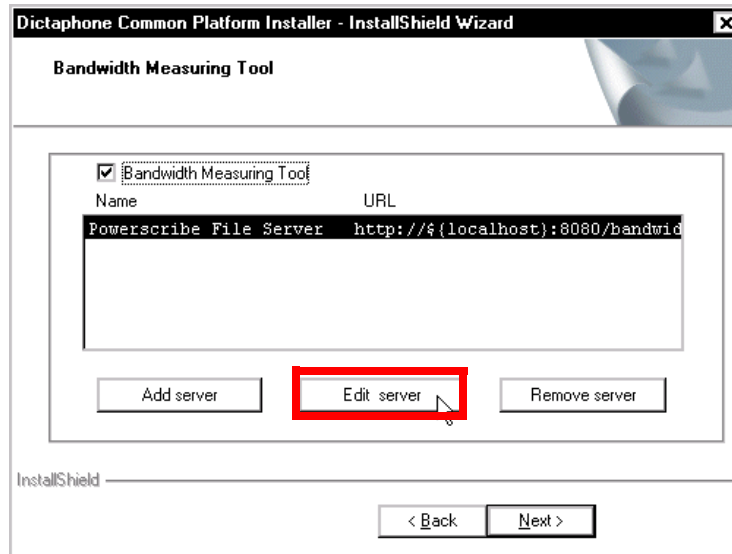 Dictaphone Common Platform Installer - InstallShield Wizard
Bandwidth Measuring Tool
Bandwidth Measuring Tool
Name URL
Powerscribe File Server http://${localhost}:8080/bandwid
Add server Edit server Remove server
InstallShield
< Back Next >